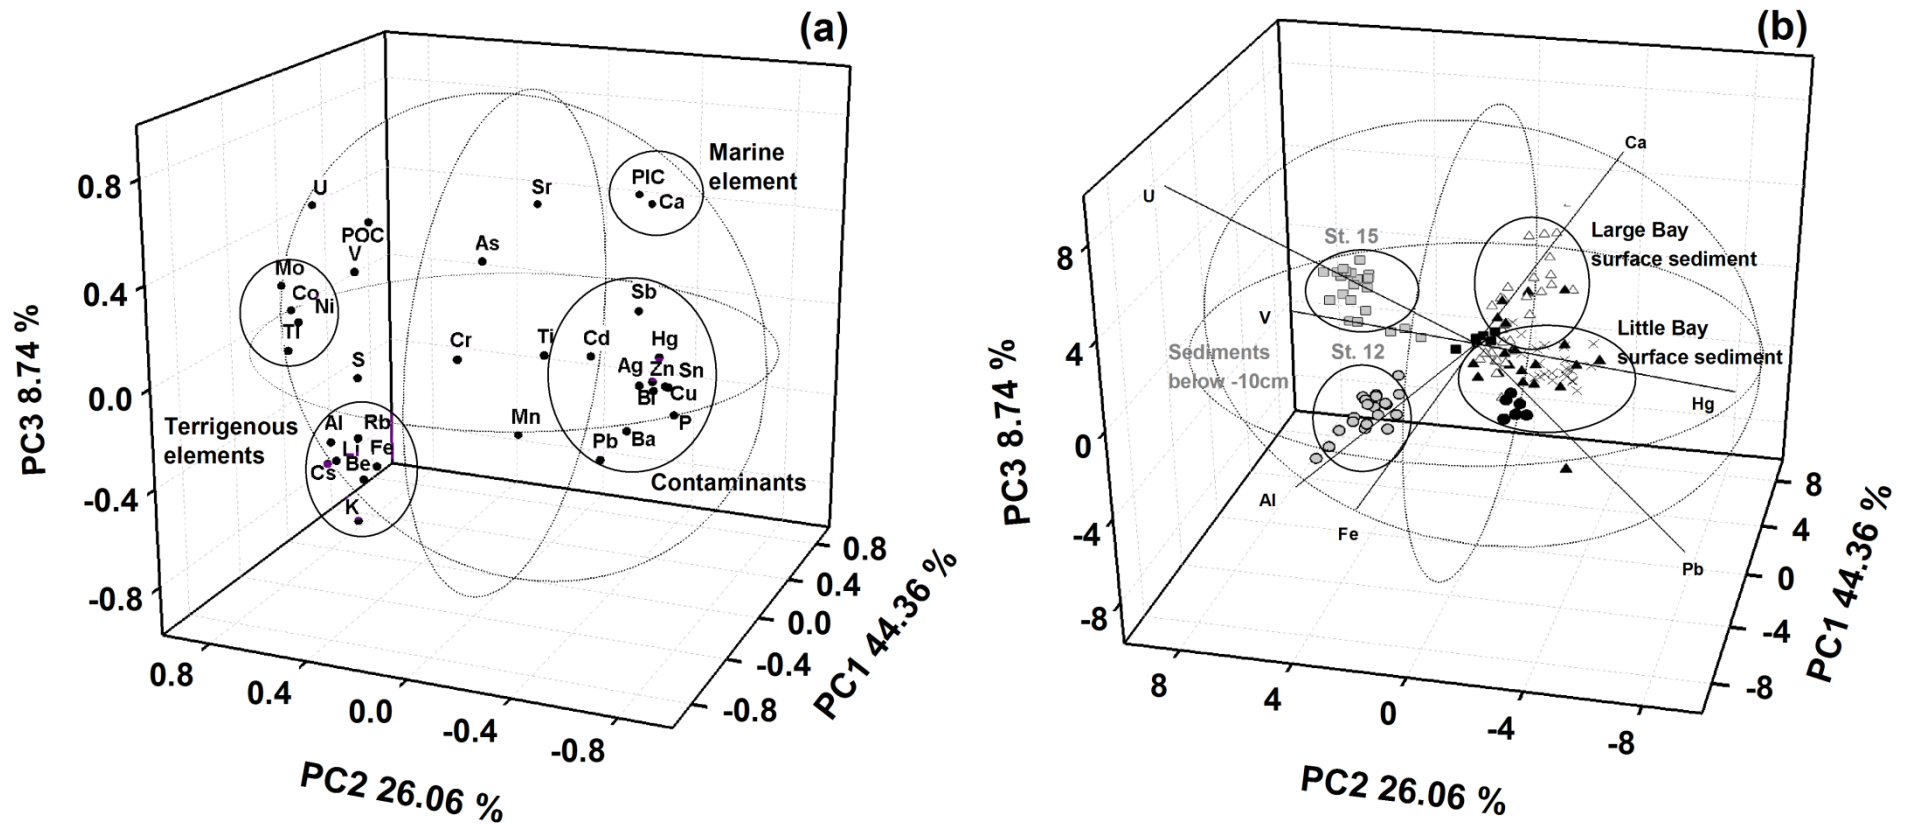 (a)
Marine
element
PIC
Ca
U
Sr
POC
V
As
Mo
Co
Ni
Tl
Sb
S
Cr
Ti
Cd
Hg
Ag
Zn
Sn
Bi
Cu
P
Mn
Pb
Ba
Contaminants
Terrigenous
elements
Al
Rb
Li
Fe
Cs
Be
K
0.8
0.4
0.0
-0.4
-0.8
PC3 8.74 %
0.8
0.4
0.0
-0.4
-0.8
PC2 26.06 %
0.8
0.4
0.0
-0.4
-0.8
PC1 44.36 %
(b)
Ca
U
St. 15
Large Bay
surface sediment
V
Little Bay
surface sediment
Sediments
below -10cm
St. 12
Hg
Al
Fe
Pb
8
4
0
-4
-8
PC3 8.74 %
8
4
0
-4
-8
PC2 26.06 %
8
4
0
-4
-8
PC1 44.36 %